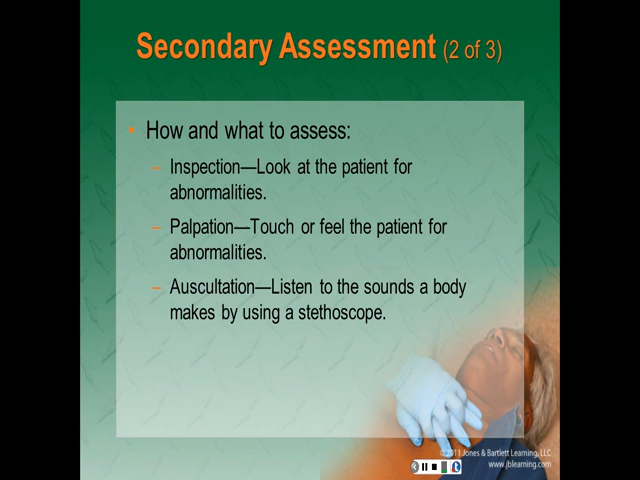 Secondary Assessment (2 of 3)
• How and what to assess:
– Inspection—Look at the patient for
abnormalities.
– Palpation—Touch or feel the patient for
abnormalities.
– Auscultation—Listen to the sounds a body
makes by using a stethoscope.
©2011 Jones & Bartlett Learning, LLC
www.jblearning.com